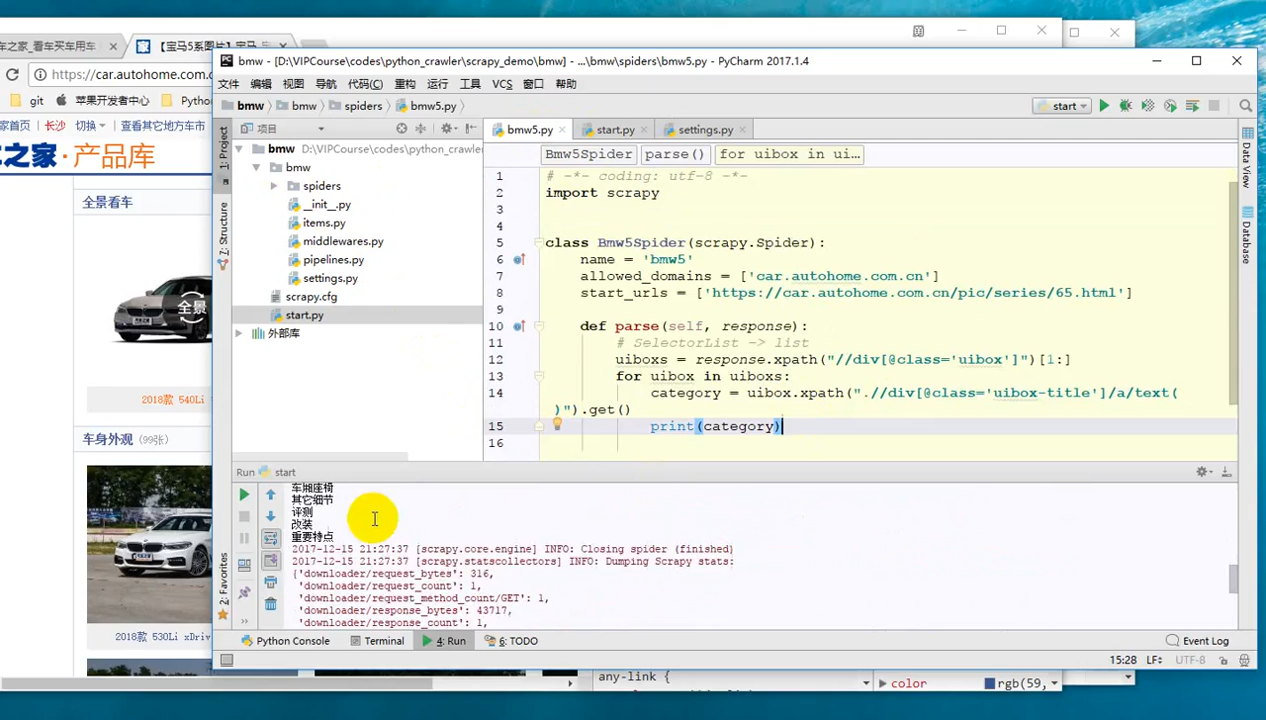 车之家_看车买车用车
【宝马5系图片】宝马
bmw - [D:\VIPCourse\codes\python_crawler\scrapy_demo\bmw] - ...\bmw\spiders\bmw5.py - PyCharm 2017.1.4
https://car.autohome.com.c
文件 编辑 视图 导航 代码(C) 重构 运行 工具 VCS 窗口 帮助
git 苹果开发者中心 Python
bmw bmw spiders bmw5.py start
家首页 长沙 切换 查看其它地方车市
车之家·产品库
项目
bmw5.py start.py settings.py
bmw D:\VIPCourse\codes\python_crawler
bmw
spiders
__init__.py
items.py
middlewares.py
pipelines.py
settings.py
scrapy.cfg
start.py
外部库
1: Project
7: Structure
2: Favorites
Data View
Database
Bmw5Spider parse() for uibox in ui...
1 # -*- coding: utf-8 -*-
2 import scrapy
3
4
5 class Bmw5Spider(scrapy.Spider):
6 name = 'bmw5'
7 allowed_domains = ['car.autohome.com.cn']
8 start_urls = ['https://car.autohome.com.cn/pic/series/65.html']
9
10 def parse(self, response):
11 # SelectorList -> list
12 uiboxs = response.xpath("//div[@class='uibox']")[1:]
13 for uibox in uiboxs:
14 category = uibox.xpath(".//div[@class='uibox-title']/a/text(
)").get()
15 print(category)
16
全景看车
全景
2018款 540Li
车身外观 (99张)
2018款 530Li xDriv
Run start
车厢座椅
其它细节
评测
改装
重要特点
2017-12-15 21:27:37 [scrapy.core.engine] INFO: Closing spider (finished)
2017-12-15 21:27:37 [scrapy.statscollectors] INFO: Dumping Scrapy stats:
{'downloader/request_bytes': 316,
'downloader/request_count': 1,
'downloader/request_method_count/GET': 1,
'downloader/response_bytes': 43717,
'downloader/response_count': 1,
Python Console Terminal 4: Run 6: TODO Event Log
15:28 LF÷ UTF-8
any-link {
color rgb(59,